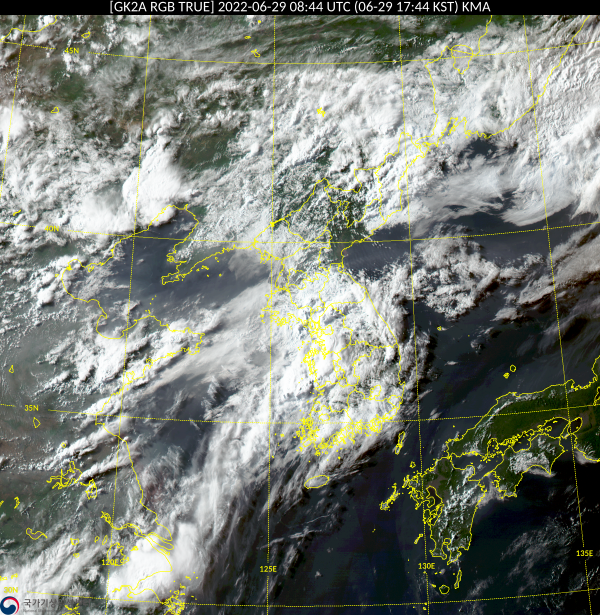 [GK2A RGB TRUE] 2022-06-29 08:44 UTC (06-29 17:44 KST) KMA
45N
40N
35N
120E
125E
130E
135E
국가기상